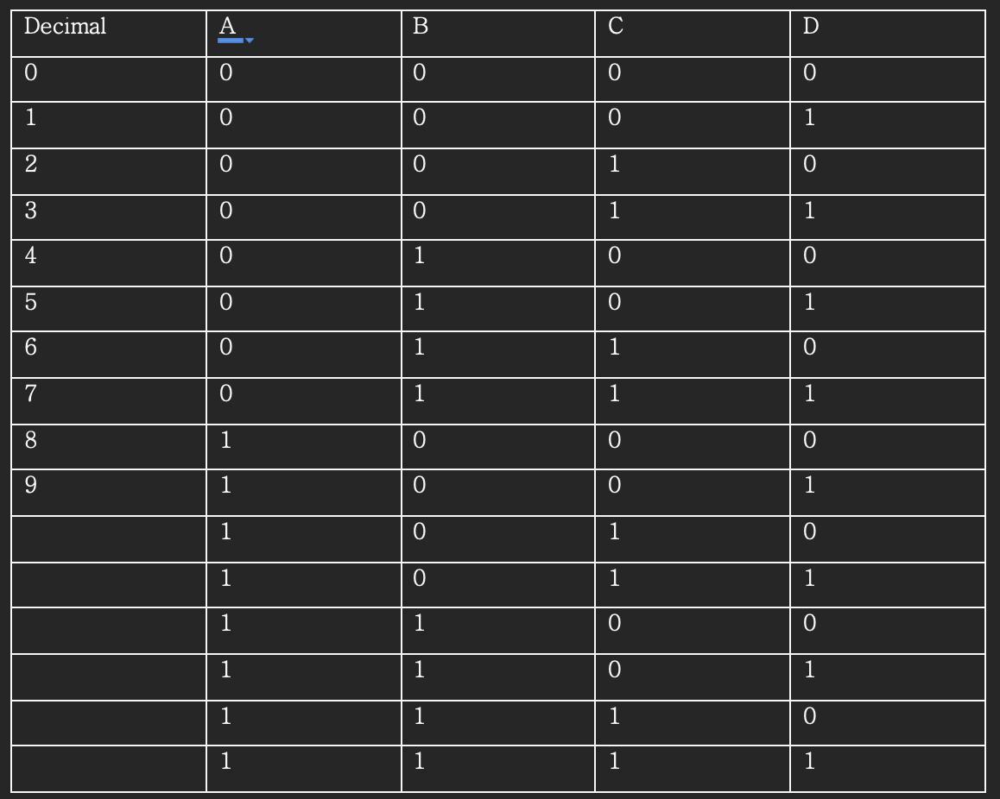 Decimal A B C D
0 0 0 0 0
1 0 0 0 1
2 0 0 1 0
3 0 0 1 1
4 0 1 0 0
5 0 1 0 1
6 0 1 1 0
7 0 1 1 1
8 1 0 0 0
9 1 0 0 1
1 0 1 0
1 0 1 1
1 1 0 0
1 1 0 1
1 1 1 0
1 1 1 1